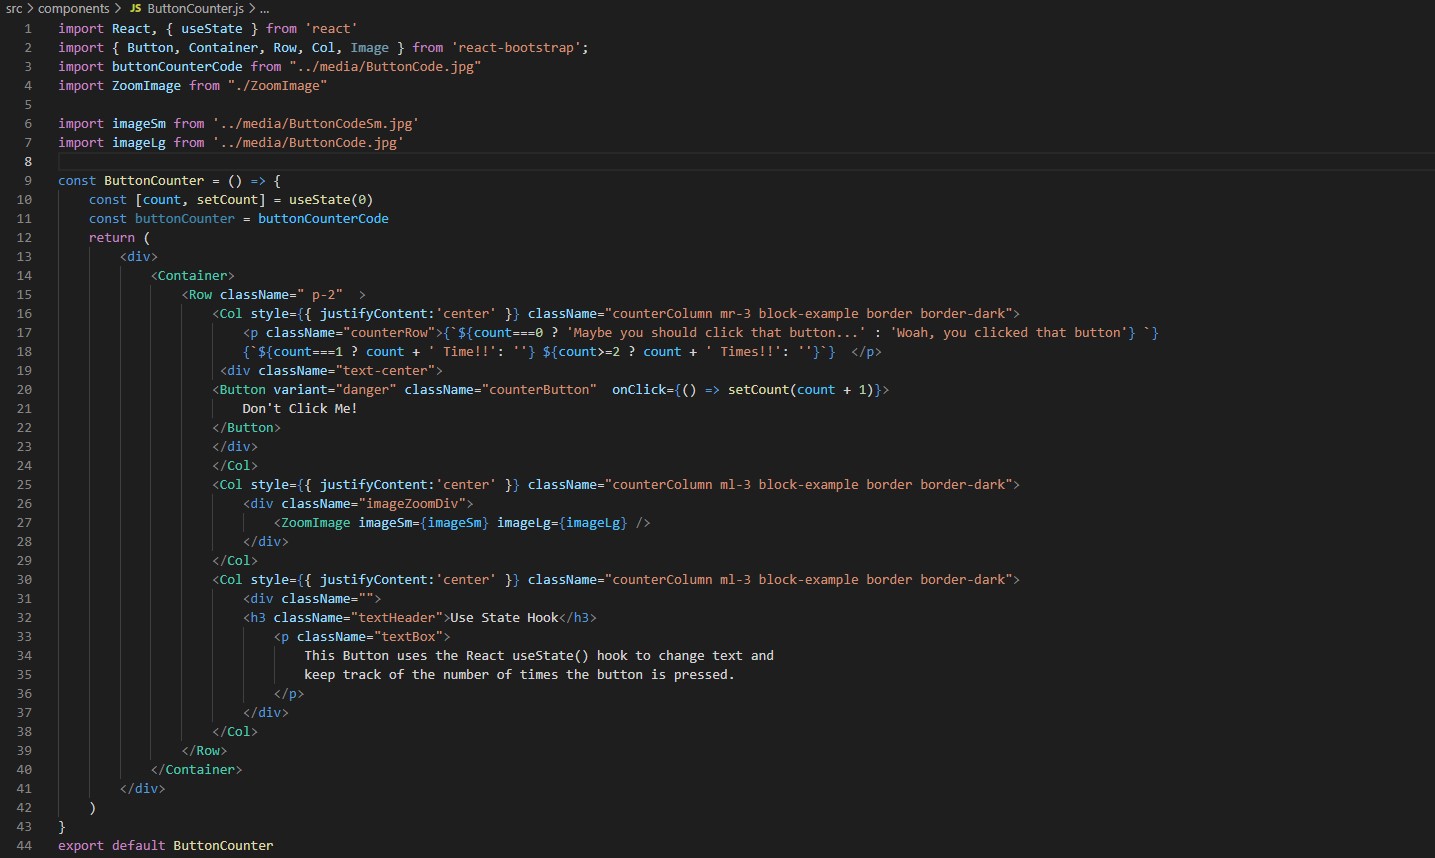 src > components > JS ButtonCounter.js > ...
1 import React, { useState } from 'react'
2 import { Button, Container, Row, Col, Image } from 'react-bootstrap';
3 import buttonCounterCode from "../media/ButtonCode.jpg"
4 import ZoomImage from "./ZoomImage"
5
6 import imageSm from '../media/ButtonCodeSm.jpg'
7 import imageLg from '../media/ButtonCode.jpg'
8
9 const ButtonCounter = () => {
10     const [count, setCount] = useState(0)
11     const buttonCounter = buttonCounterCode
12     return (
13         <div>
14             <Container>
15                 <Row className=" p-2"  >
16                     <Col style={{ justifyContent:'center' }} className="counterColumn mr-3 block-example border border-dark">
17                         <p className="counterRow">{`${count===0 ? 'Maybe you should click that button...' : 'Woah, you clicked that button'} `}
18                         {`${count===1 ? count + ' Time!!': ''} ${count>=2 ? count + ' Times!!': ''}`}  </p>
19                      <div className="text-center">
20                     <Button variant="danger" className="counterButton"  onClick={() => setCount(count + 1)}>
21                         Don't Click Me!
22                     </Button>
23                     </div>
24                     </Col>
25                     <Col style={{ justifyContent:'center' }} className="counterColumn ml-3 block-example border border-dark">
26                         <div className="imageZoomDiv">
27                             <ZoomImage imageSm={imageSm} imageLg={imageLg} />
28                         </div>
29                     </Col>
30                     <Col style={{ justifyContent:'center' }} className="counterColumn ml-3 block-example border border-dark">
31                         <div className="">
32                         <h3 className="textHeader">Use State Hook</h3>
33                             <p className="textBox">
34                                 This Button uses the React useState() hook to change text and
35                                 keep track of the number of times the button is pressed.
36                             </p>
37                         </div>
38                     </Col>
39                 </Row>
40             </Container>
41         </div>
42     )
43 }
44 export default ButtonCounter